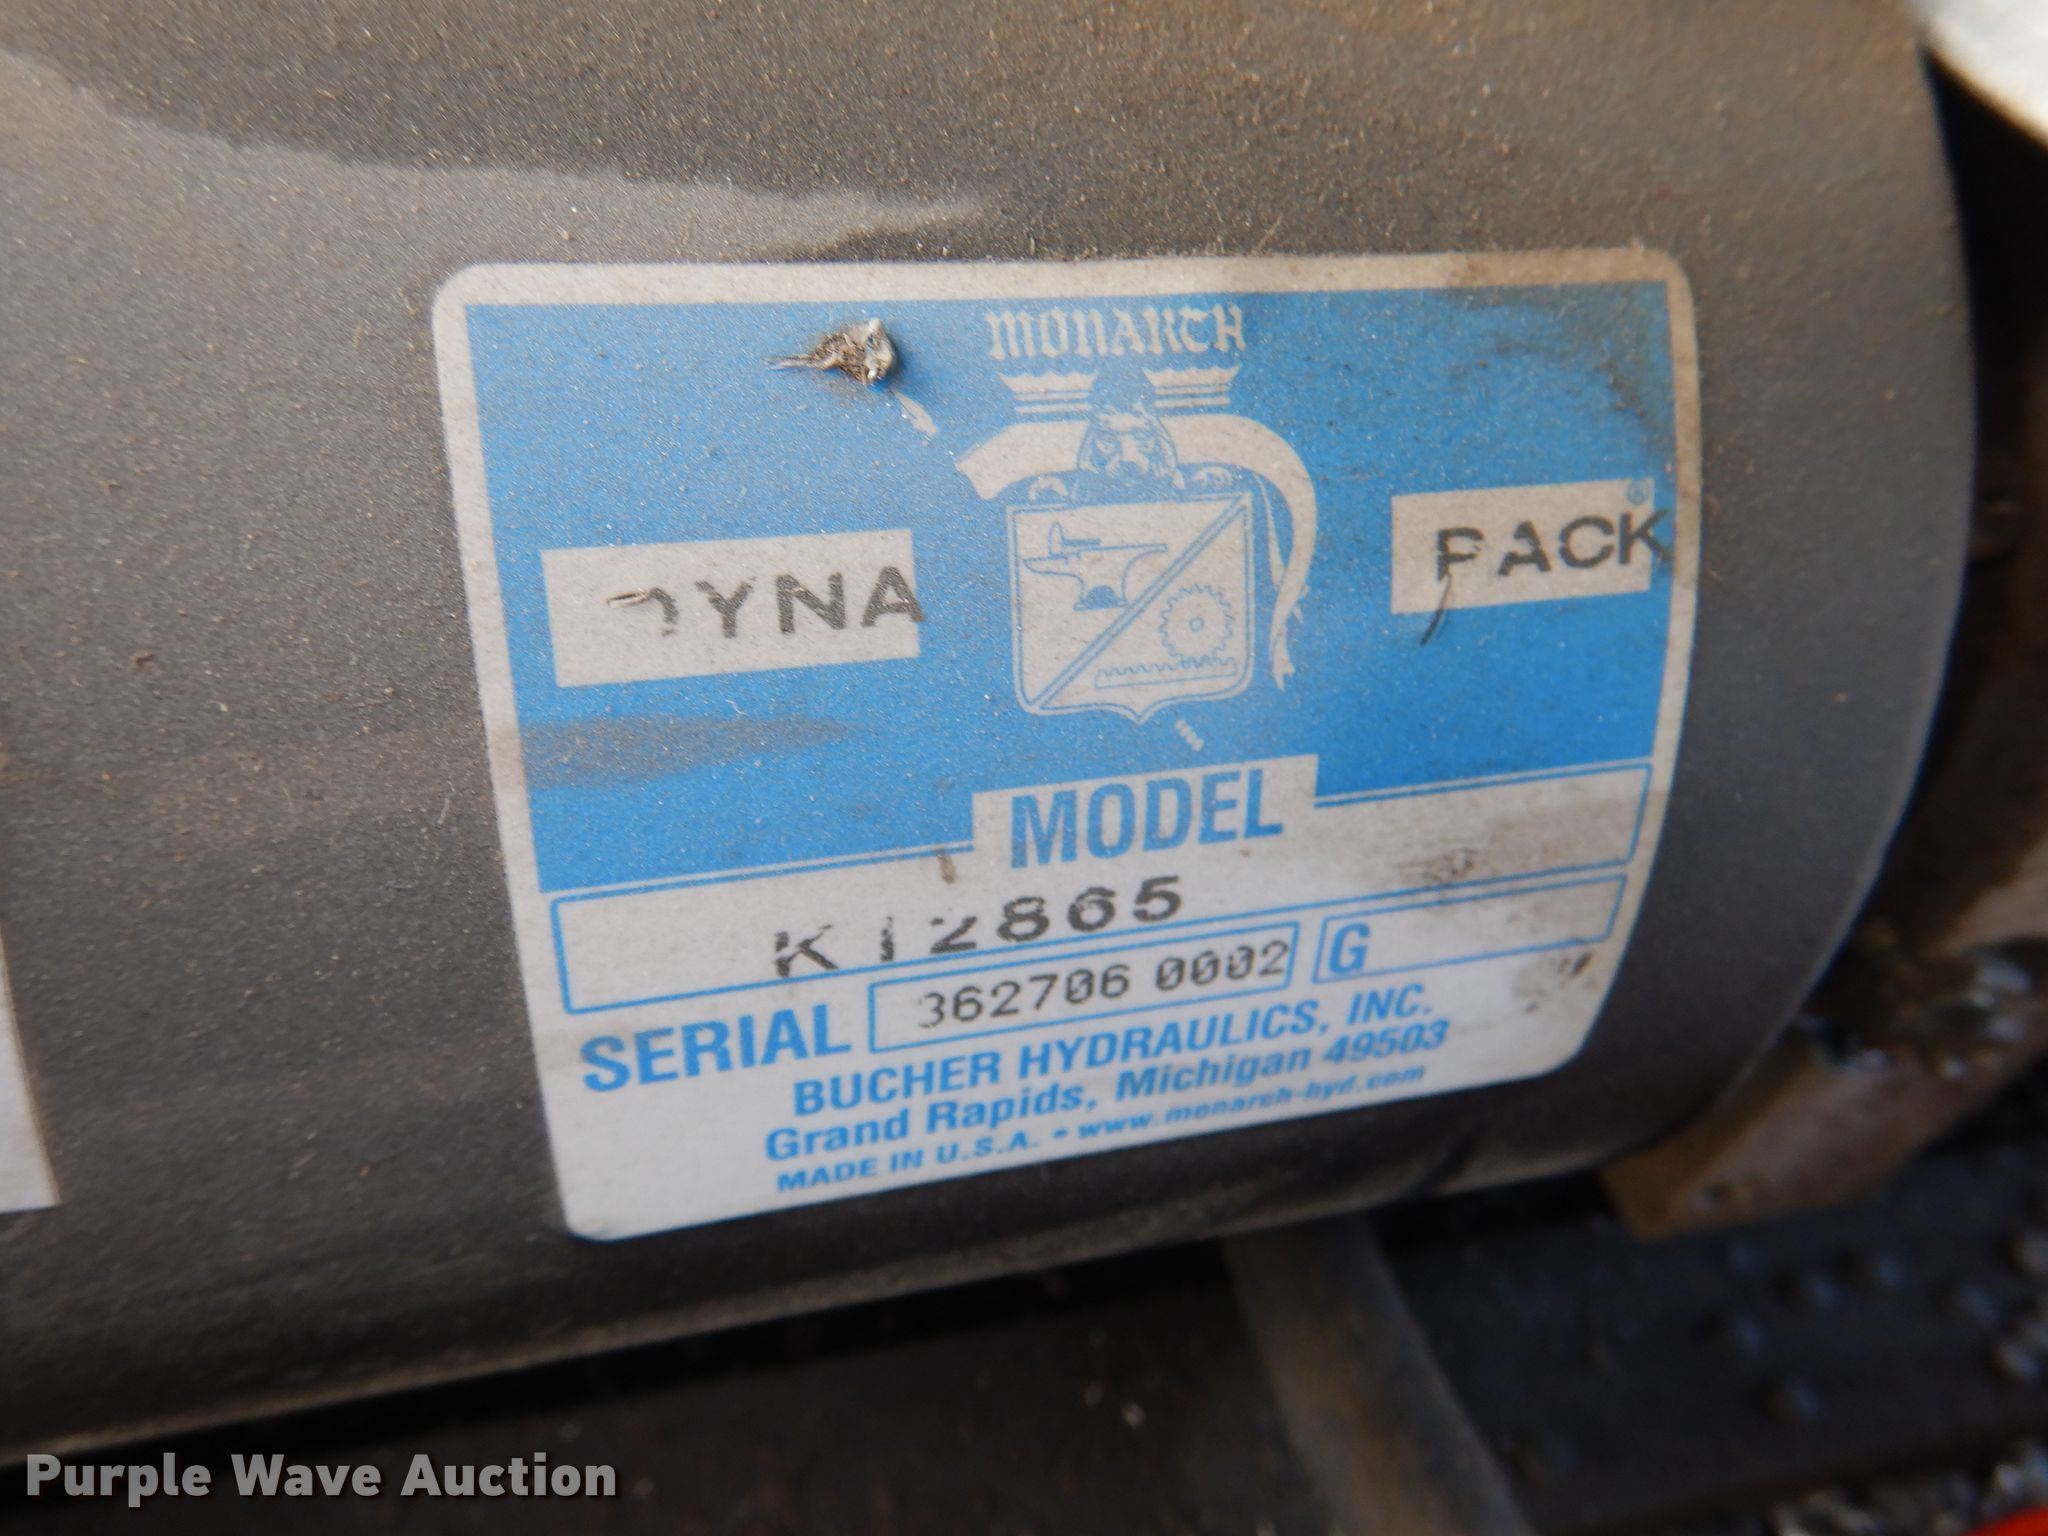 MONARCH
DYNA PACK®
MODEL
K12865
SERIAL 362706 0002 G
BUCHER HYDRAULICS, INC.
Grand Rapids, Michigan 49503
MADE IN U.S.A. • www.monarch-hyd.com
Purple Wave Auction